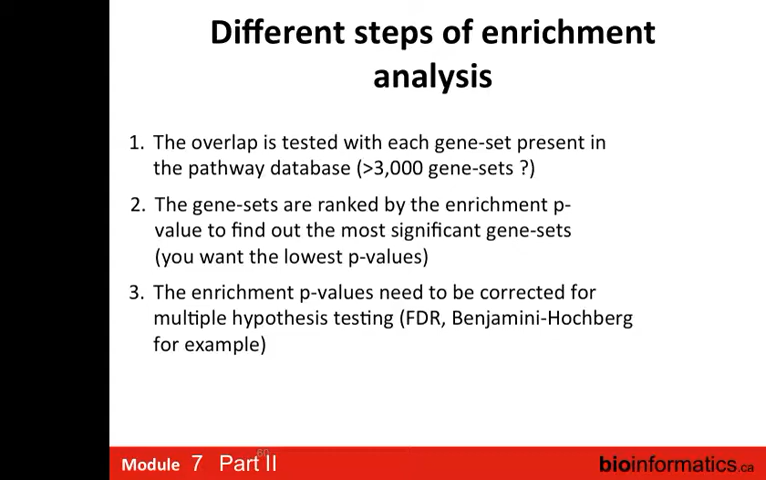 Different steps of enrichment
analysis
1. The overlap is tested with each gene-set present in
the pathway database (>3,000 gene-sets ?)
2. The gene-sets are ranked by the enrichment p-
value to find out the most significant gene-sets
(you want the lowest p-values)
3. The enrichment p-values need to be corrected for
multiple hypothesis testing (FDR, Benjamini-Hochberg
for example)
60
Module 7 Part II
bioinformatics.ca